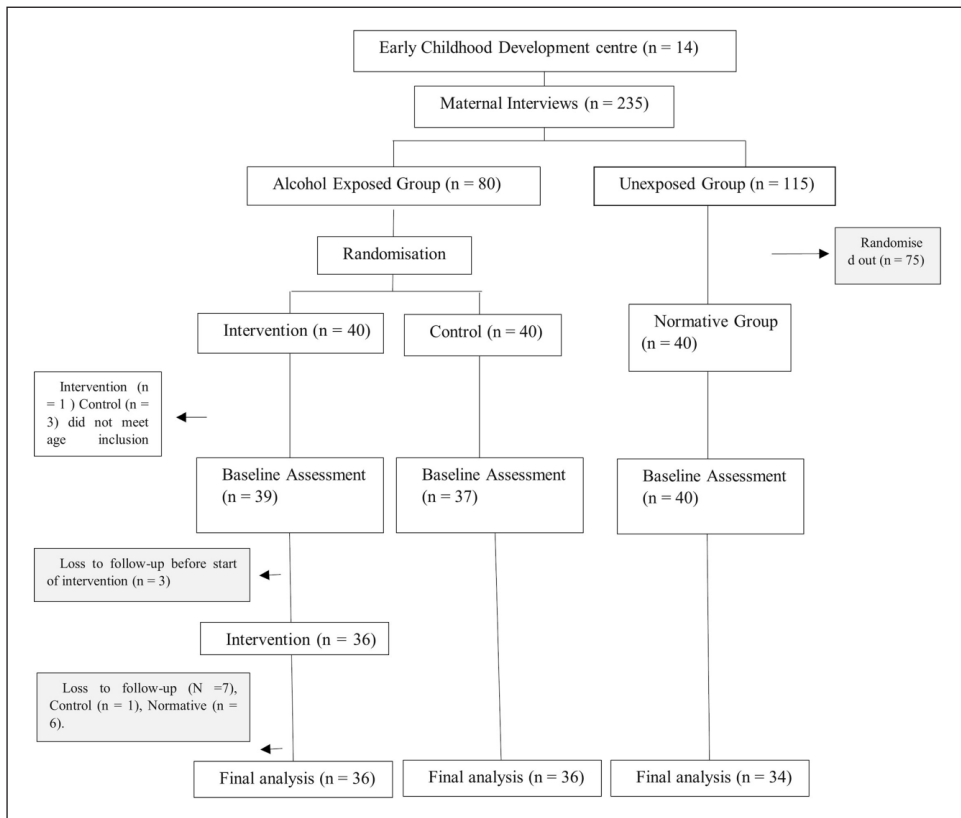 Early Childhood Development centre (n = 14)
Maternal Interviews (n = 235)
Alcohol Exposed Group (n = 80)
Unexposed Group (n = 115)
Randomise
d out (n = 75)
Randomisation
Intervention (n = 40)
Control (n = 40)
Normative Group
(n = 40)
Intervention (n
= 1 ) Control (n =
3) did not meet
age inclusion
Baseline Assessment
(n = 39)
Baseline Assessment
(n = 37)
Baseline Assessment
(n = 40)
Loss to follow-up before start
of intervention (n = 3)
Intervention (n = 36)
Loss to follow-up (N =7),
Control (n = 1), Normative (n =
6).
Final analysis (n = 36)
Final analysis (n = 36)
Final analysis (n = 34)